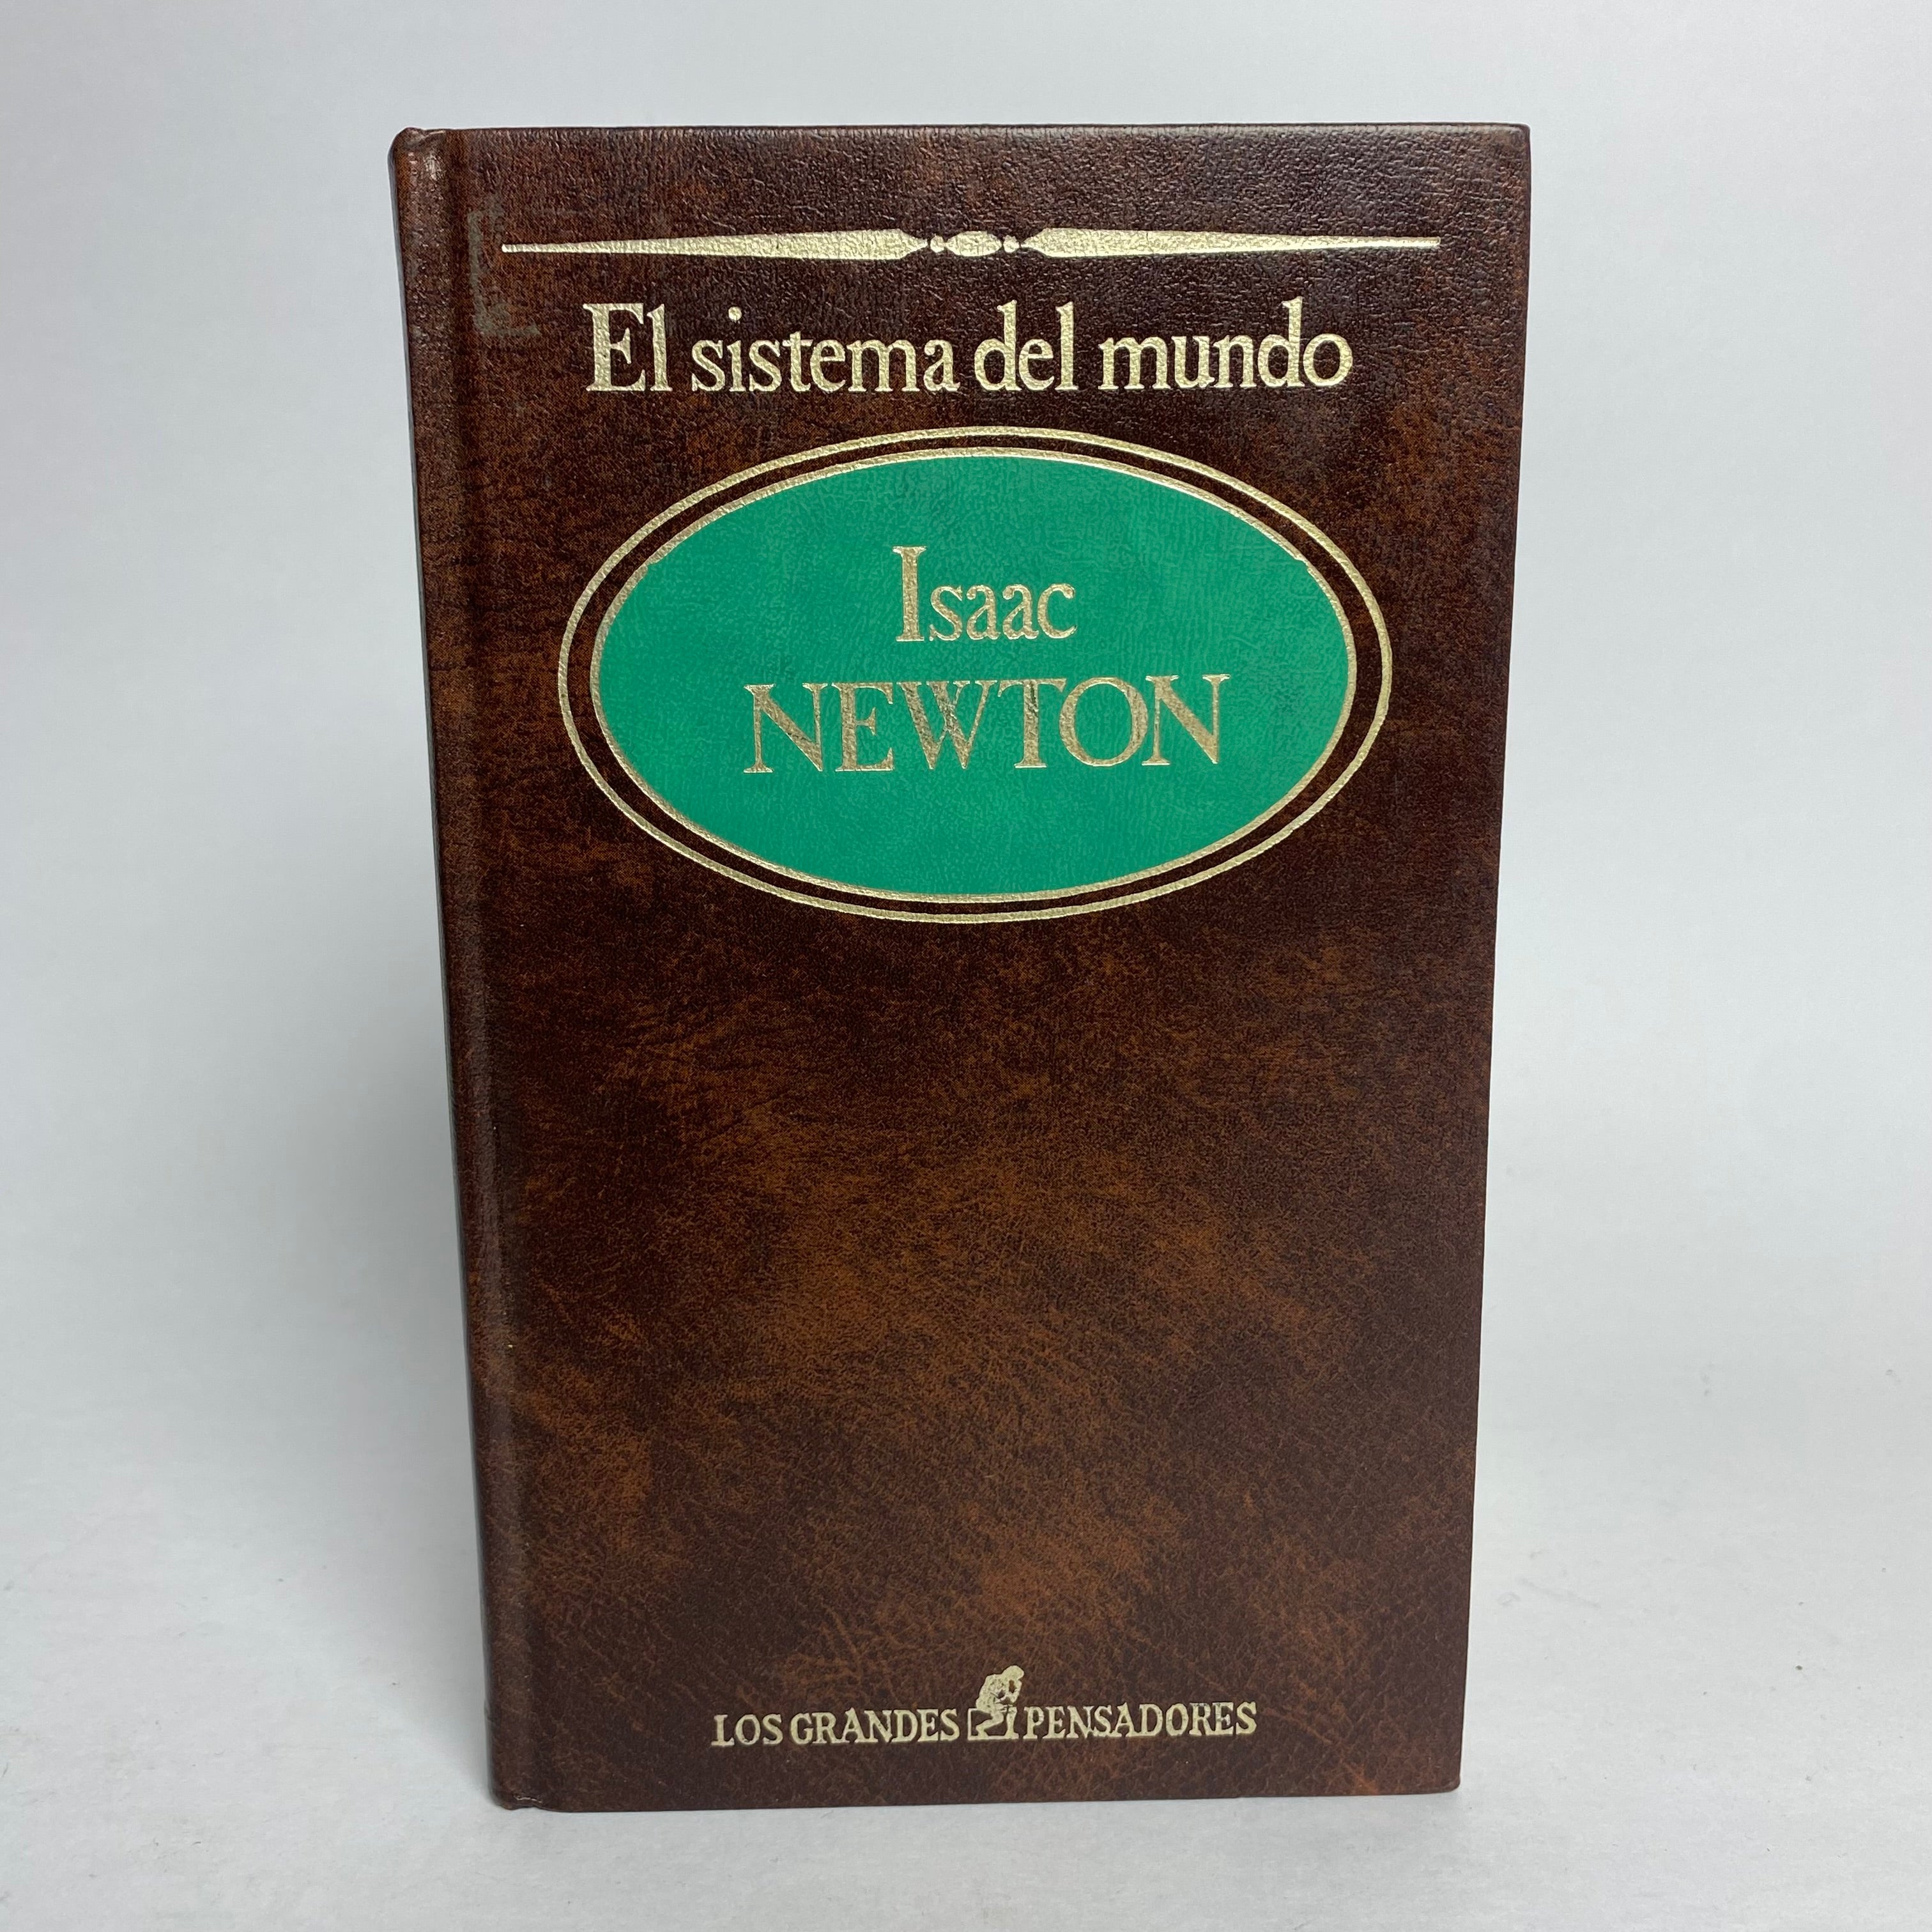 El sistema del mundo
Isaac
NEWTON
LOS GRANDES PENSADORES